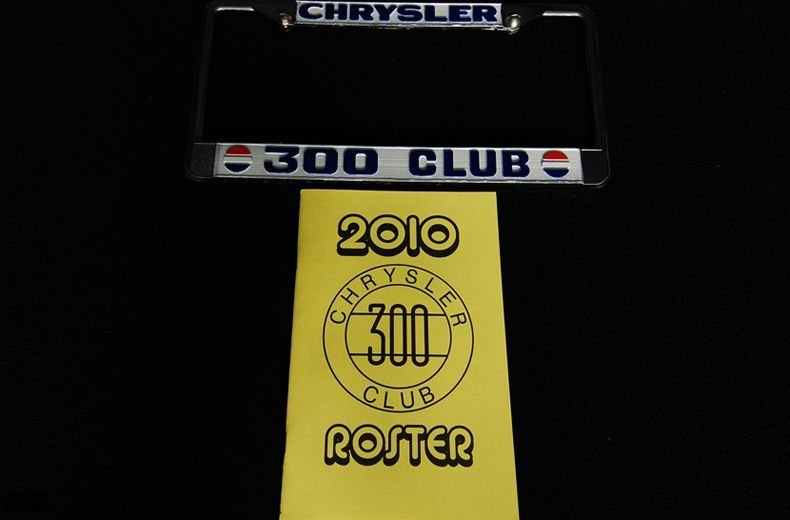 CHRYSLER
300 CLUB
2010
CHRYSLER
300
CLUB
ROSTER